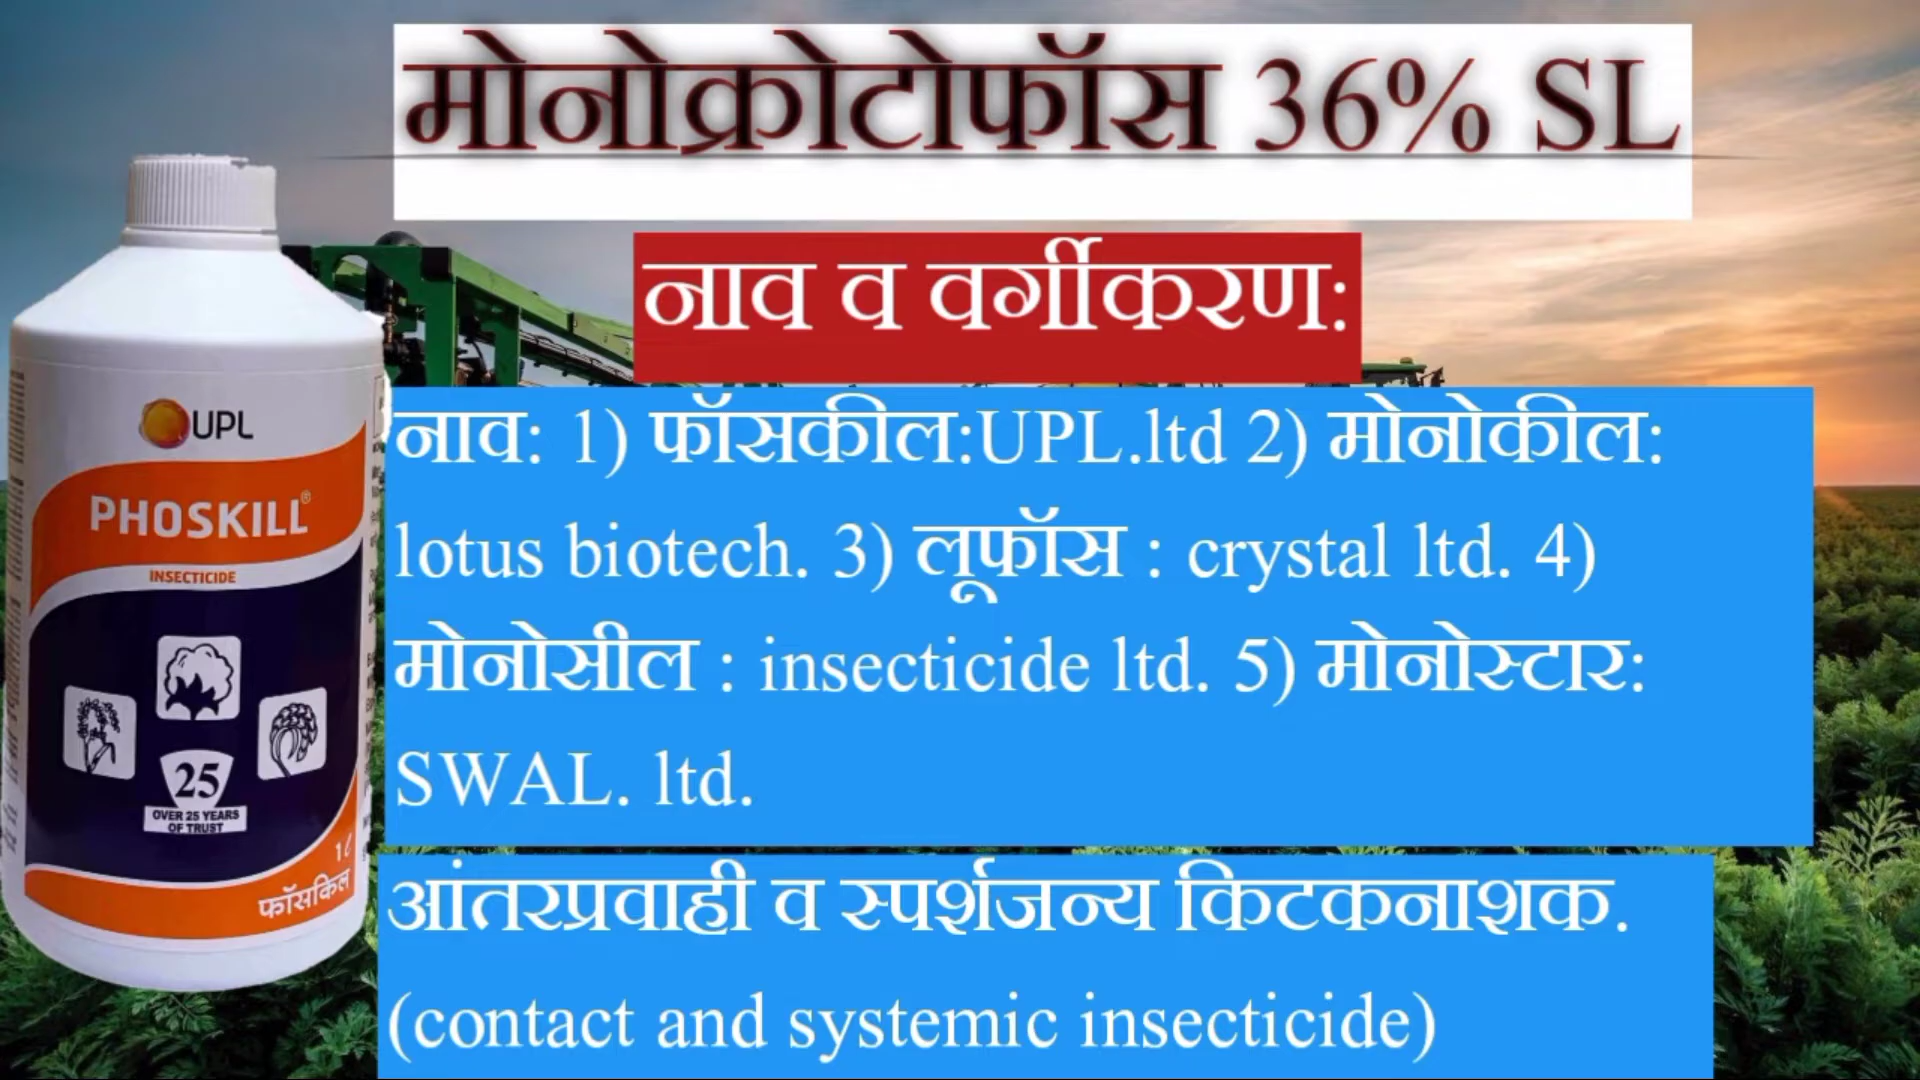 मोनोक्रोटोफॉस 36% SL
नाव व वर्गीकरण:
नाव: 1) फॉसकील:UPL.ltd 2) मोनोकील:
lotus biotech. 3) लूफॉस : crystal ltd. 4)
मोनोसील : insecticide ltd. 5) मोनोस्टार:
SWAL. ltd.
आंतरप्रवाही व स्पर्शजन्य किटकनाशक.
(contact and systemic insecticide)
UPL
PHOSKILL®
INSECTICIDE
25
OVER 25 YEARS
OF TRUST
फॉसकिल